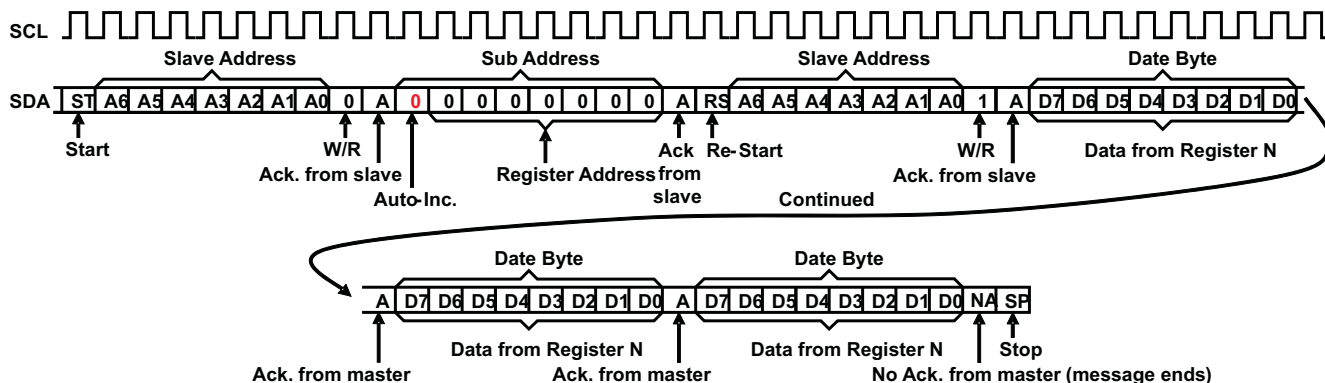 SCL
Slave Address Sub Address Slave Address Date Byte
SDA ST A6 A5 A4 A3 A2 A1 A0 0 A 0 0 0 0 0 0 0 0 A RS A6 A5 A4 A3 A2 A1 A0 1 A D7 D6 D5 D4 D3 D2 D1 D0
Start W/R Register Address Ack from slave Re-Start W/R Data from Register N
Ack. from slave Ack. from slave
Auto-Inc. Continued
Date Byte Date Byte
A D7 D6 D5 D4 D3 D2 D1 D0 A D7 D6 D5 D4 D3 D2 D1 D0 NA SP
Data from Register N Data from Register N Stop
Ack. from master Ack. from master No Ack. from master (message ends)